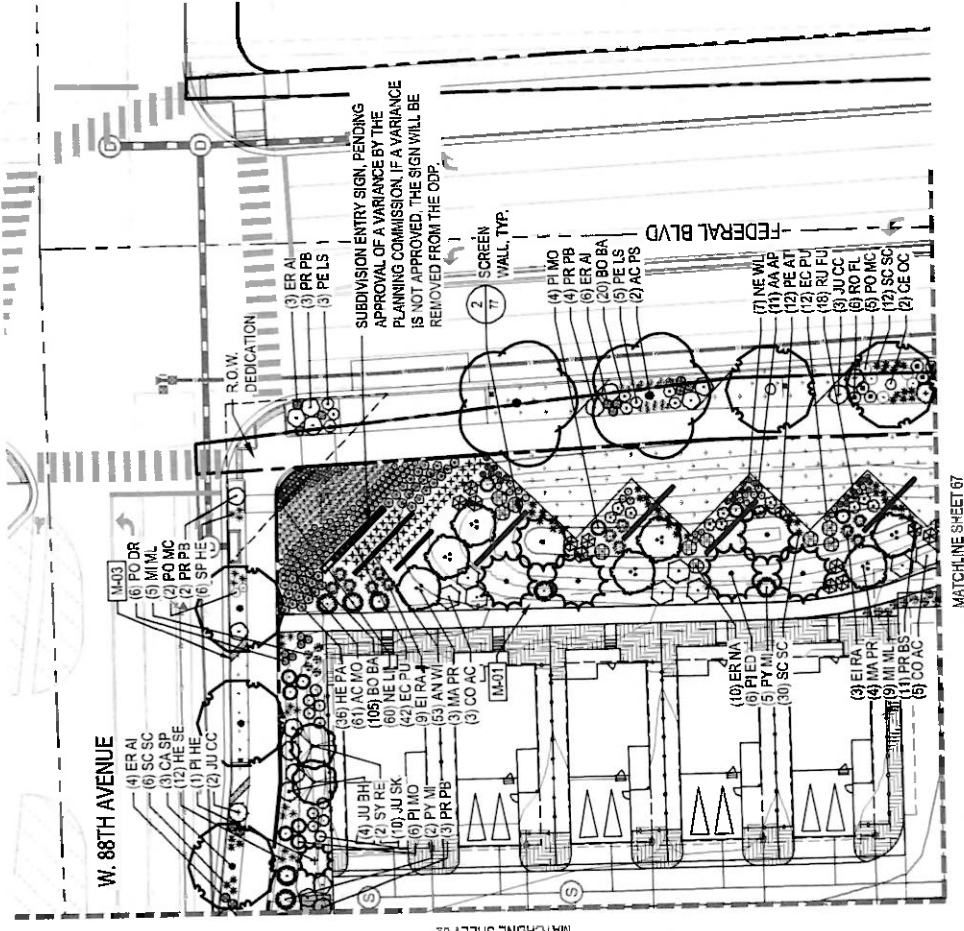 W. 88TH AVENUE
(4) ER AI
(6) SC SC
(3) CA SP
(12) HE SE
(1) PI HE
(2) JU CC
M-03
(6) PO DR
(5) MI ML
(2) PO MC
(2) PR PB
(6) SP HE
R.O.W.
DEDICATION
D
D
(3) ER AI
(3) PR PB
(3) PE LS
SUBDIVISION ENTRY SIGN, PENDING
APPROVAL OF A VARIANCE BY THE
PLANNING COMMISSION. IF A VARIANCE
IS NOT APPROVED, THE SIGN WILL BE
REMOVED FROM THE ODP.
2
77
SCREEN
WALL, TYP.
(4) PI MO
(4) PR PB
(6) ER AI
(20) BO BA
(5) PE LS
(2) AC PS
FEDERAL BLVD
(7) NE WL
(11) AA AP
(12) PE AT
(12) EC PU
(18) RU FU
(3) JU CC
(6) RO FL
(5) PO MC
(12) SC SC
(2) CE OC
(36) HE PA
(61) AC MO
(105) BO BA
(60) NE LI
(42) EC PU
(9) EI RA
(53) AN WI
(3) MA PR
(3) CO AC
M-01
(4) JU BH
(2) SY RE
(10) JU SK
(6) PI MO
(2) PY MI
(3) PR PB
(10) ER NA
(6) PI ED
(5) PY MI
(30) SC SC
(3) EI RA
(4) MA PR
(9) MI ML
(11) PR BS
(5) CO AC
S
S
MATCHLINE SHEET 67